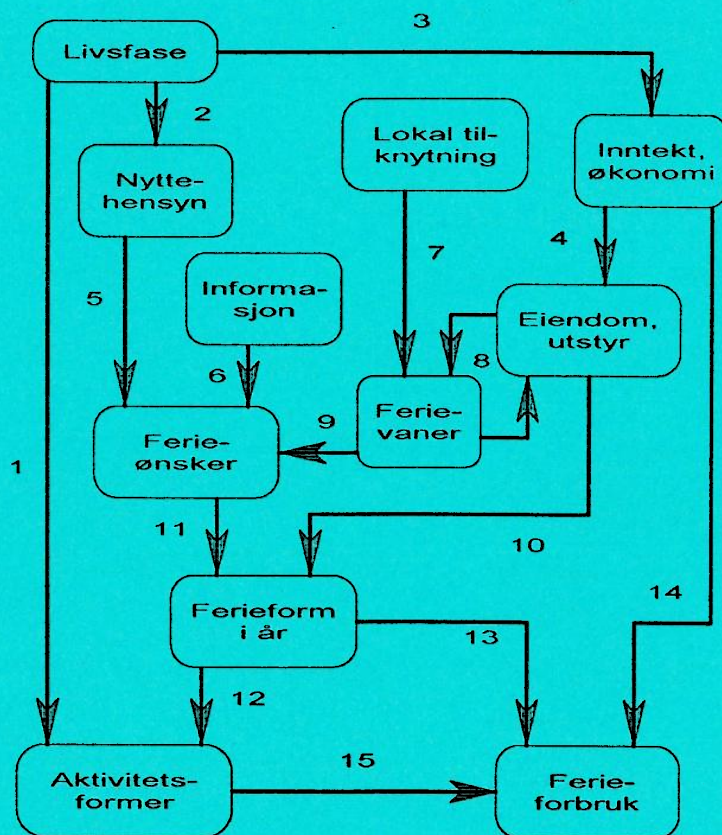 3
Livsfase
2
Lokal til-
knytning
Inntekt,
økonomi
Nytte-
hensyn
4
7
5
Informa-
sjon
Eiendom,
utstyr
6
8
Ferie-
vaner
9
Ferie-
ønsker
1
11
10
Ferieform
i år
14
13
12
15
Aktivitets-
former
Ferie-
forbruk